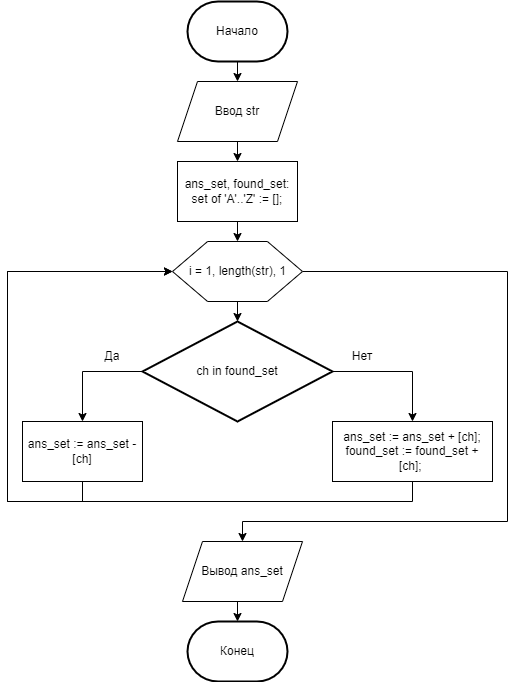 Начало
Ввод str
ans_set, found_set:
set of 'A'..'Z' := [];
i = 1, length(str), 1
ch in found_set
Да
Нет
ans_set := ans_set -
[ch]
ans_set := ans_set + [ch];
found_set := found_set +
[ch];
Вывод ans_set
Конец